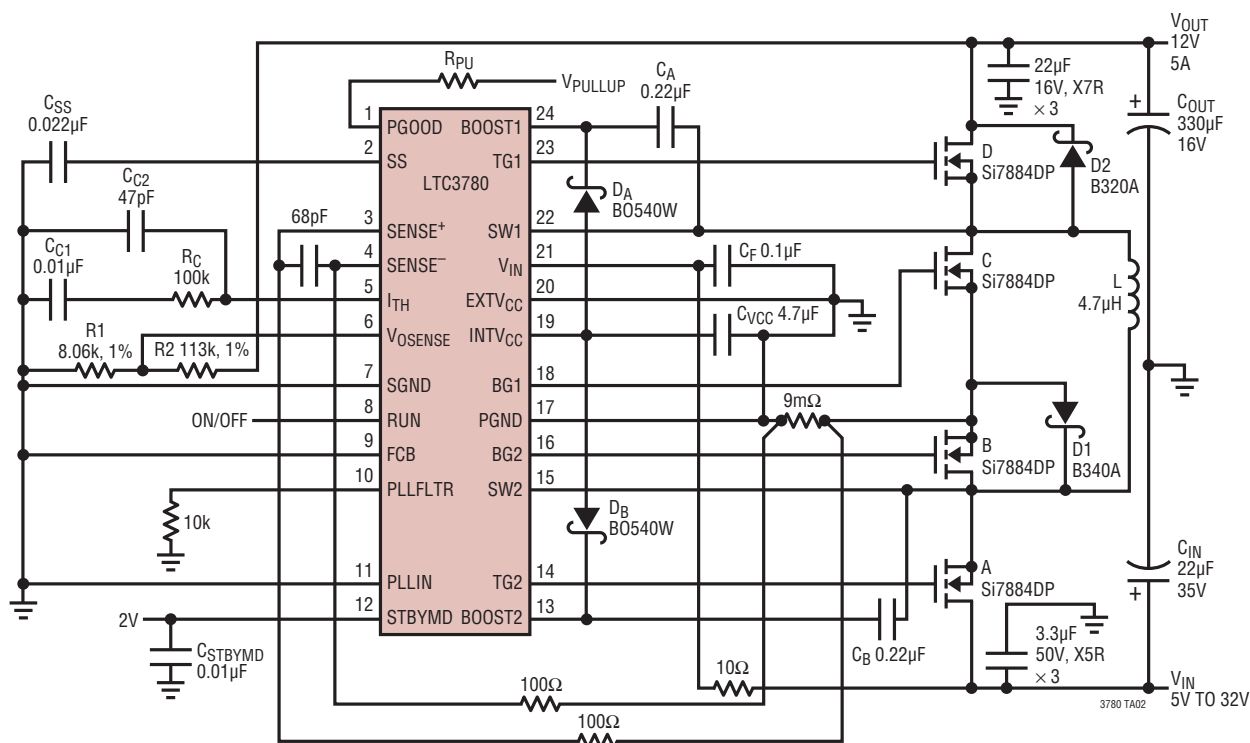 VOUT
12V
5A
22µF
16V, X7R
× 3
+
COUT
330µF
16V
RPU
VPULLUP
CA
0.22µF
CSS
0.022µF
CC2
47pF
CC1
0.01µF
RC
100k
R1
8.06k, 1%
R2 113k, 1%
68pF
ON/OFF
10k
2V
CSTBYMD
0.01µF
LTC3780
1 PGOOD BOOST1 24
2 SS TG1 23
3 SENSE+ SW1 22
4 SENSE– VIN 21
5 ITH EXTVCC 20
6 VOSENSE INTVCC 19
7 SGND BG1 18
8 RUN PGND 17
9 FCB BG2 16
10 PLLFLTR SW2 15
11 PLLIN TG2 14
12 STBYMD BOOST2 13
DA
BO540W
CF 0.1µF
CVCC 4.7µF
9mΩ
DB
BO540W
CB 0.22µF
10Ω
100Ω
100Ω
D
Si7884DP
D2
B320A
C
Si7884DP
L
4.7µH
B
Si7884DP
D1
B340A
A
Si7884DP
CIN
22µF
35V
+
3.3µF
50V, X5R
× 3
VIN
5V TO 32V
3780 TA02